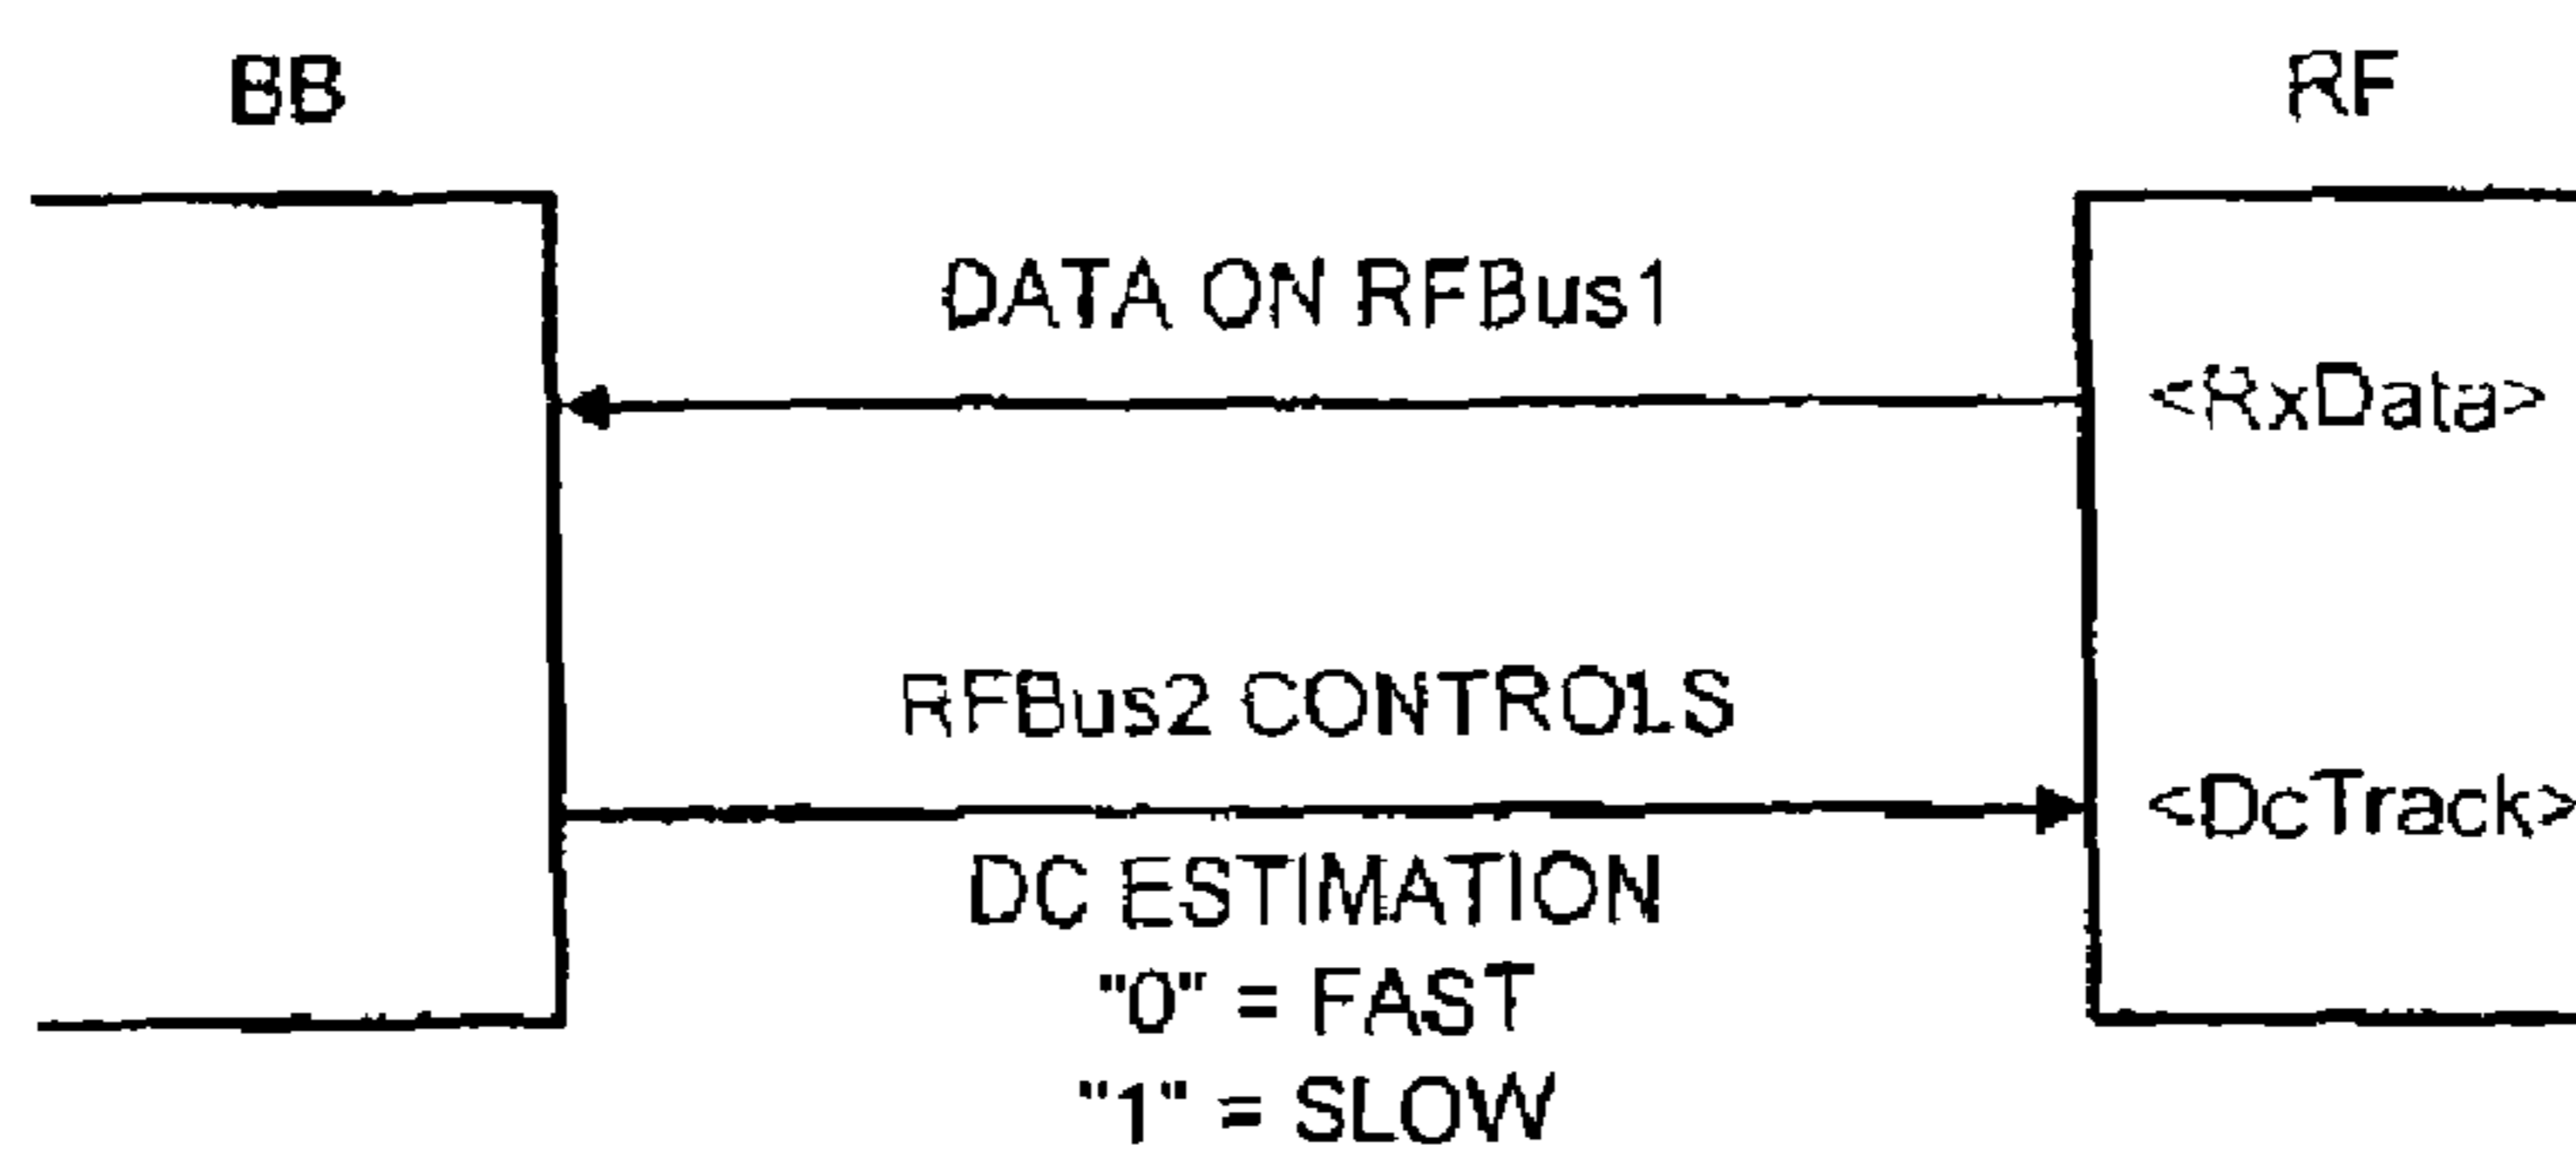 BB
RF
DATA ON RFBus1
<RxData>
RFBus2 CONTROLS
<DcTrack>
DC ESTIMATION
"0" = FAST
"1" = SLOW